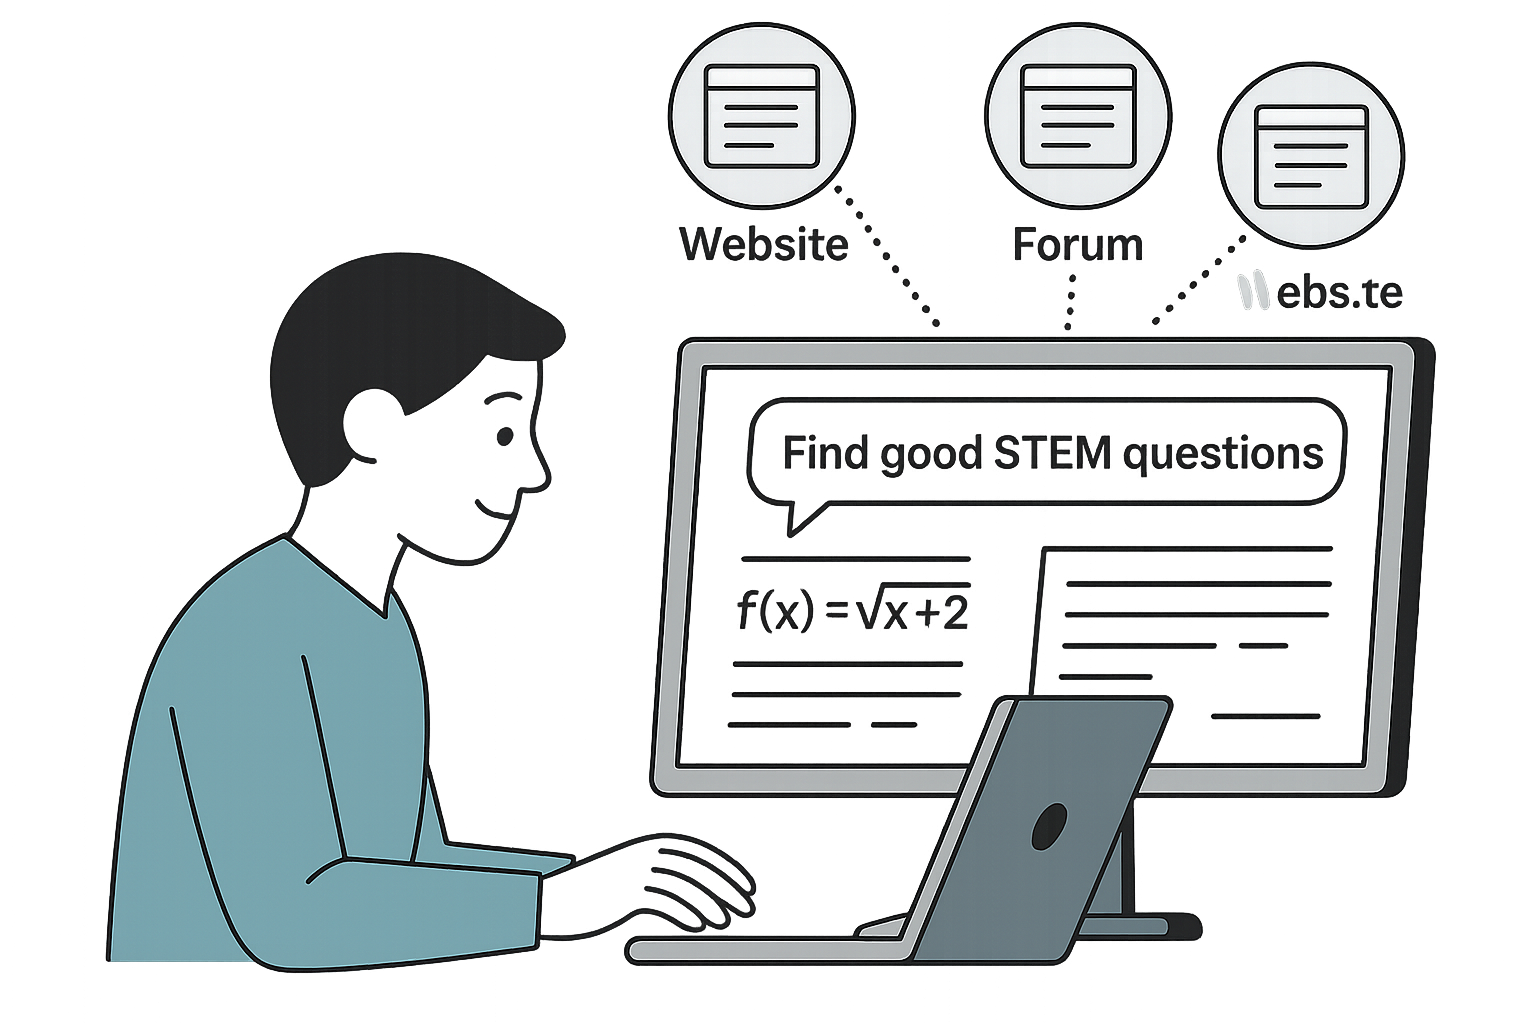 Website
Forum
ebs.te
Find good STEM questions
f(x) = √x+2